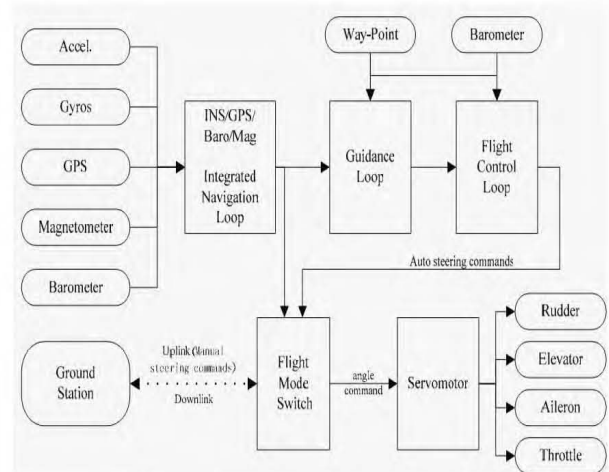 Accel.
Way-Point
Barometer
Gyros
INS/GPS/
Baro/Mag
Integrated
Navigation
Loop
Guidance
Loop
Flight
Control
Loop
GPS
Magnetometer
Barometer
Auto steering commands
Ground
Station
Uplink(Manual
steering commands)
Downlink
Flight
Mode
Switch
angle
command
Servomotor
Rudder
Elevator
Aileron
Throttle